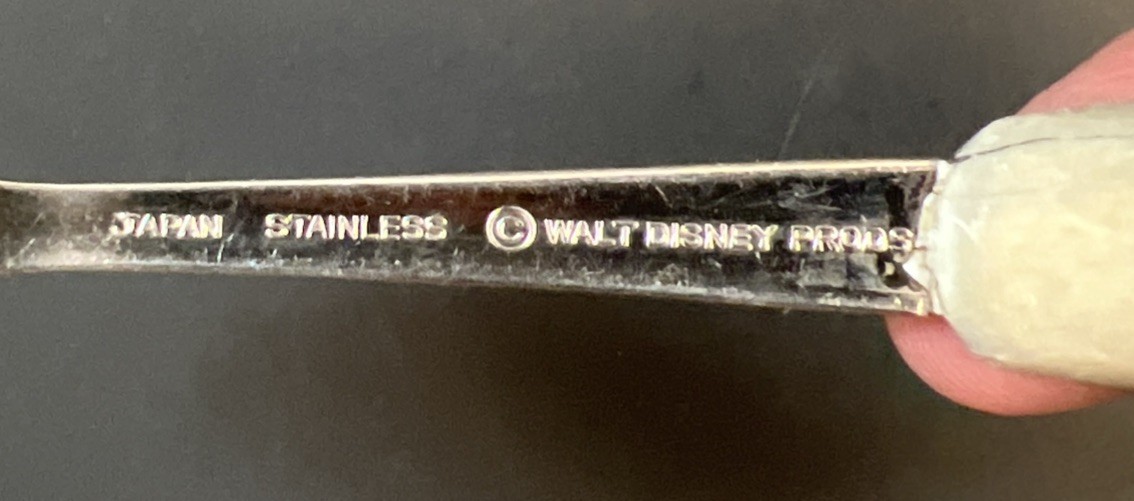 JAPAN STAINLESS © WALT DISNEY PRODS.